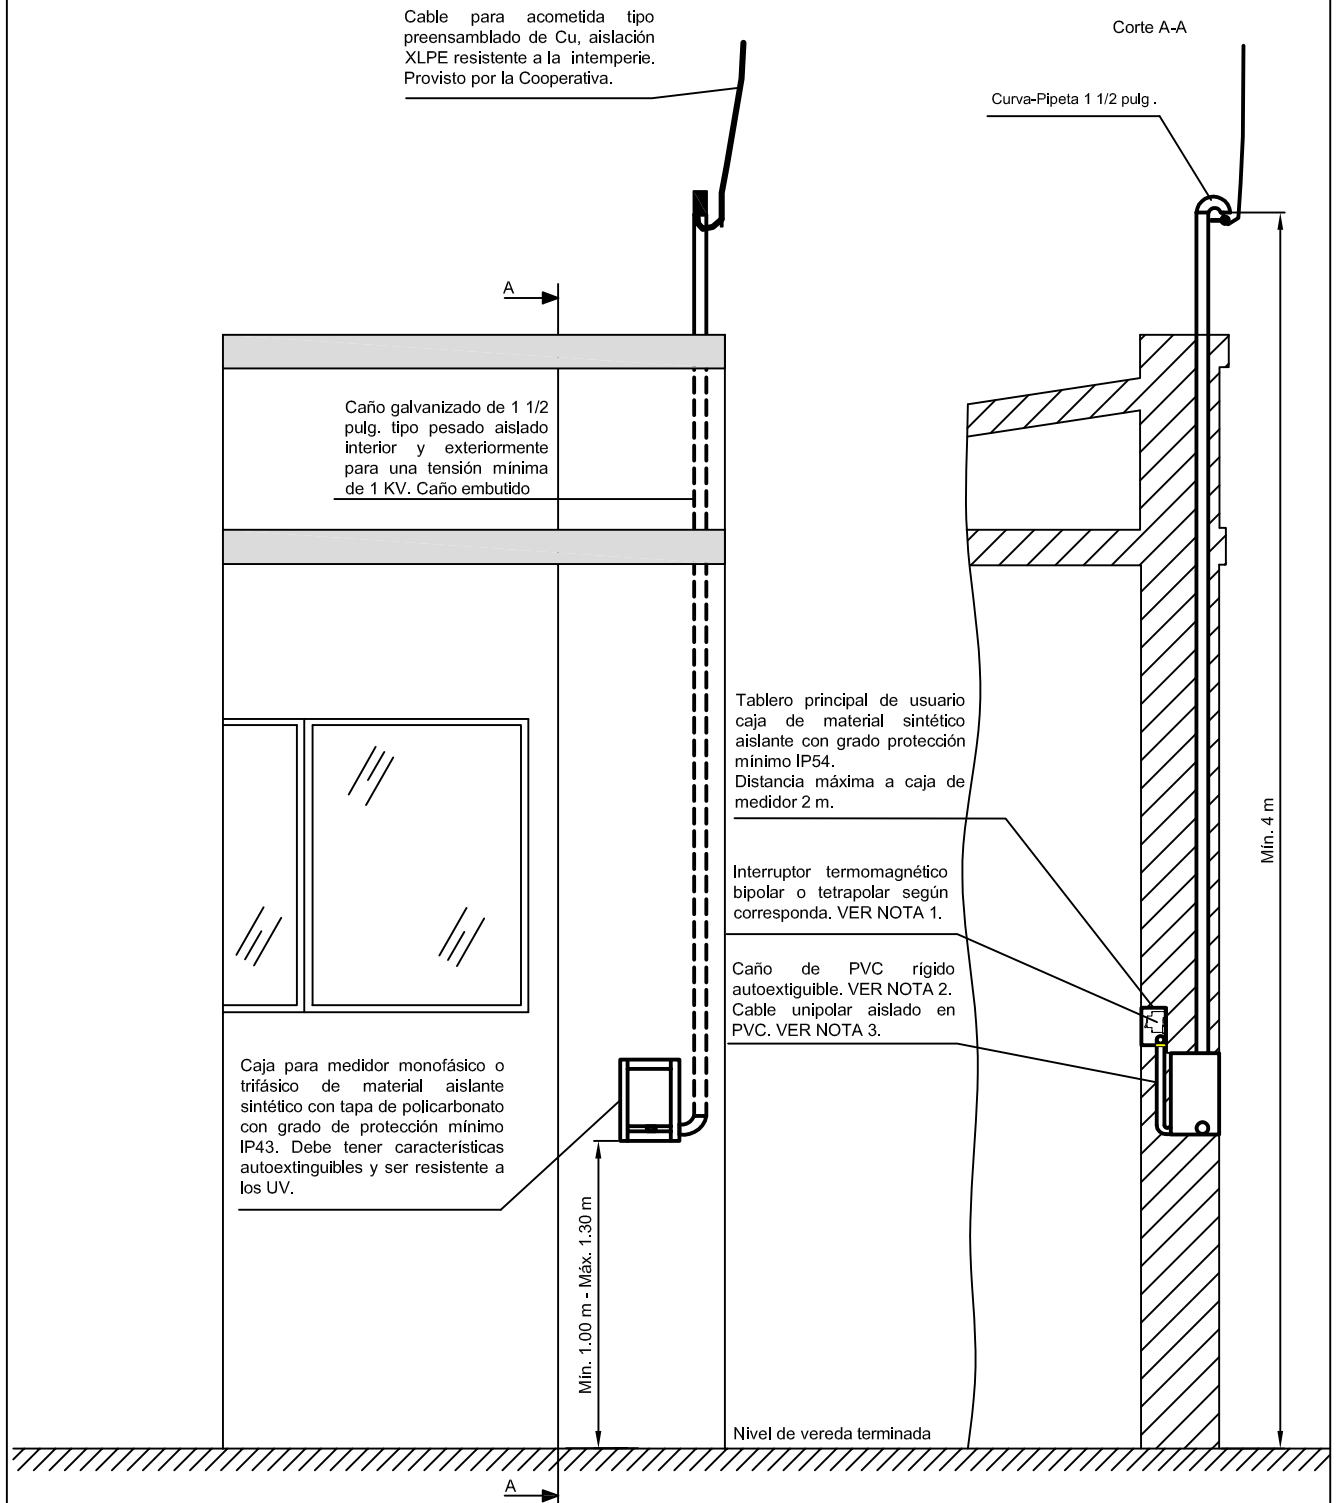 Cable para acometida tipo
preensamblado de Cu, aislación
XLPE resistente a la intemperie.
Provisto por la Cooperativa.
Corte A-A
Curva-Pipeta 1 1/2 pulg .
A
Caño galvanizado de 1 1/2
pulg. tipo pesado aislado
interior y exteriormente
para una tensión mínima
de 1 KV. Caño embutido
Tablero principal de usuario
caja de material sintético
aislante con grado protección
mínimo IP54.
Distancia máxima a caja de
medidor 2 m.
Mín. 4 m
Interruptor termomagnético
bipolar o tetrapolar según
corresponda. VER NOTA 1.
Caño de PVC rígido
autoextiguible. VER NOTA 2.
Cable unipolar aislado en
PVC. VER NOTA 3.
Caja para medidor monofásico o
trifásico de material aislante
sintético con tapa de policarbonato
con grado de protección mínimo
IP43. Debe tener características
autoextinguibles y ser resistente a
los UV.
Mín. 1.00 m - Máx. 1.30 m
Nivel de vereda terminada
A